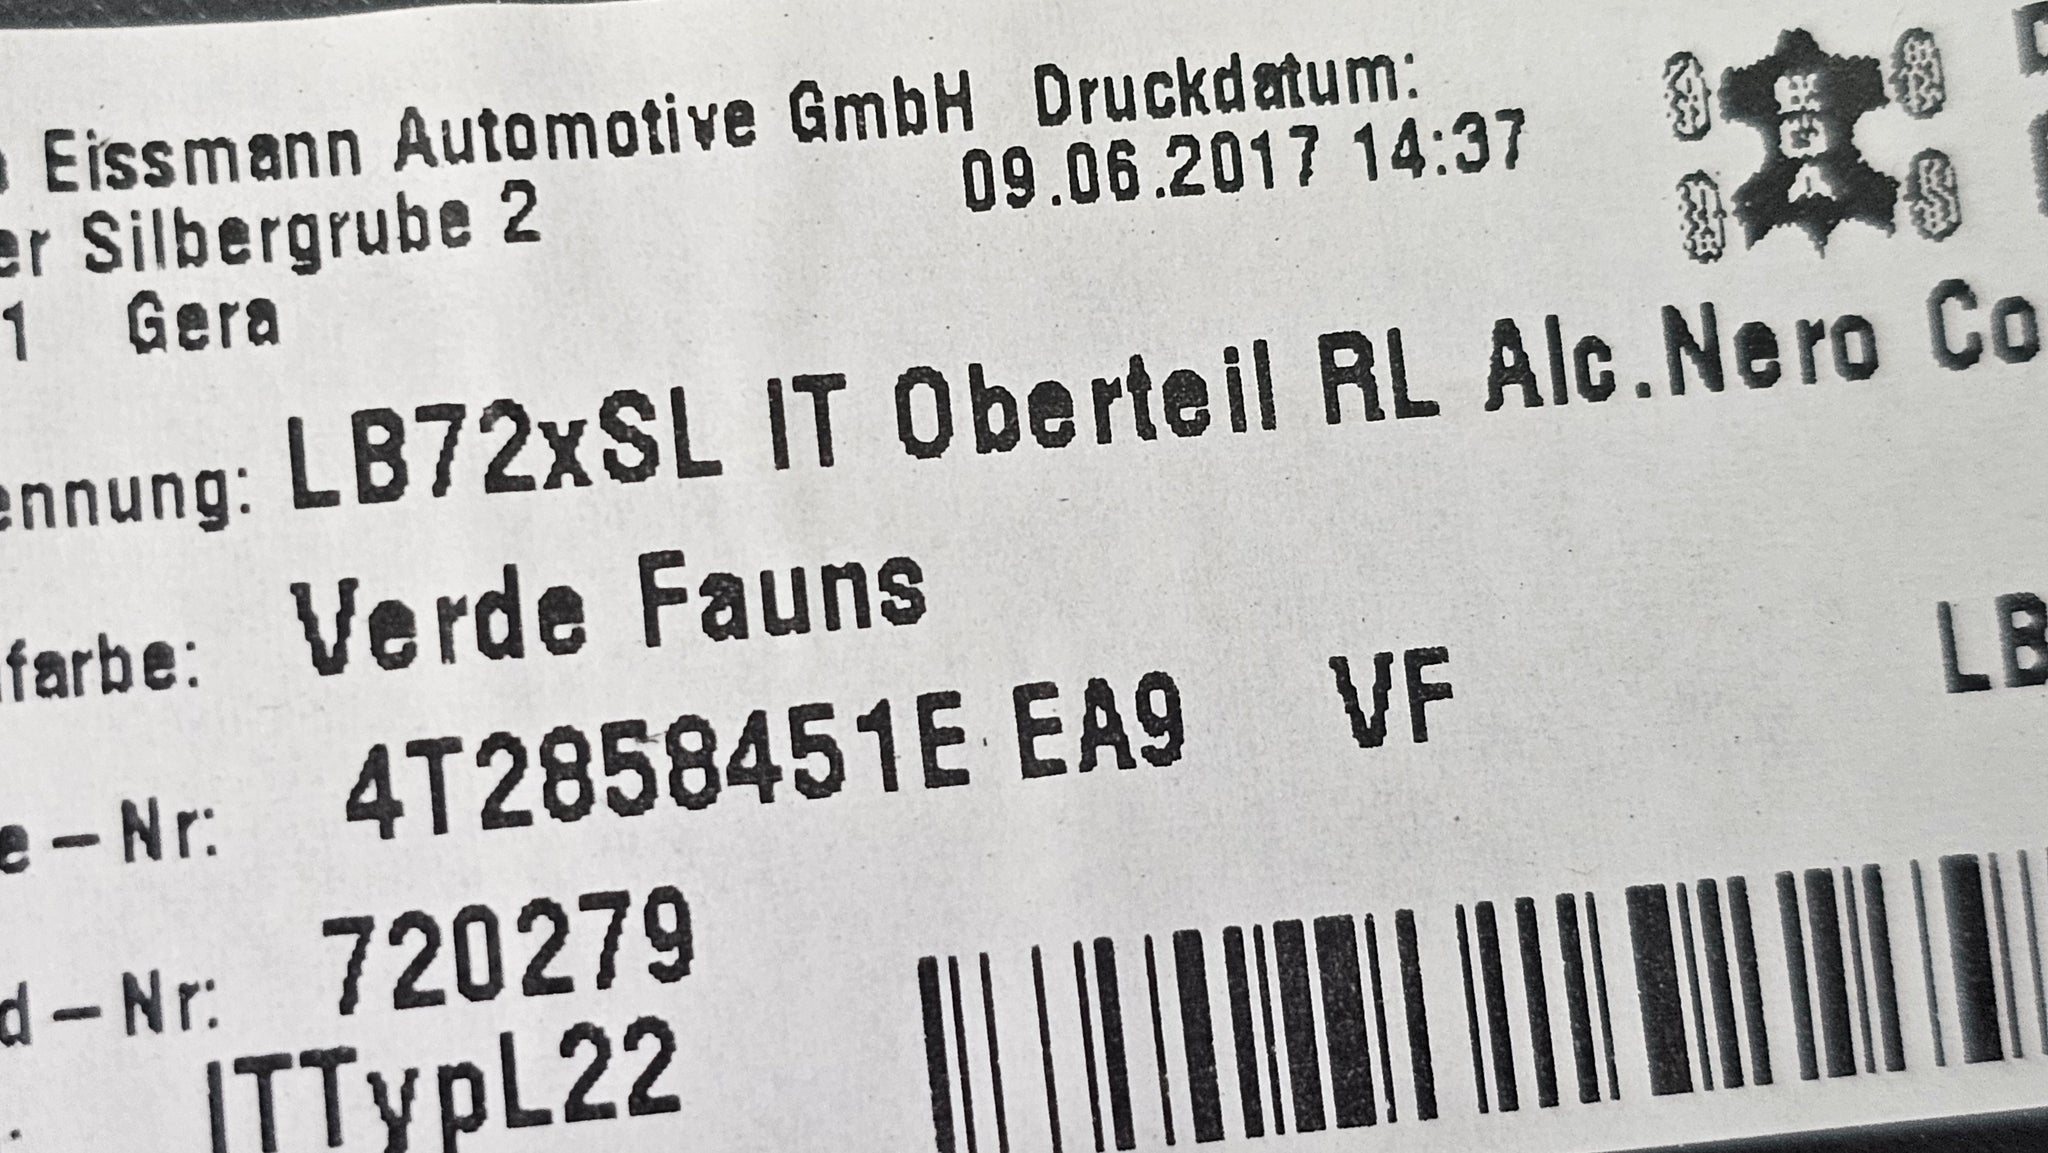 Eissmann Automotive GmbH Druckdatum:
er Silbergrube 2 09.06.2017 14:37
1 Gera
ennung: LB72xSL IT Oberteil RL Alc.Nero Co
farbe: Verde Fauns
e-Nr: 4T2858451E EA9 VF LB
d-Nr: 720279
ITTypL22